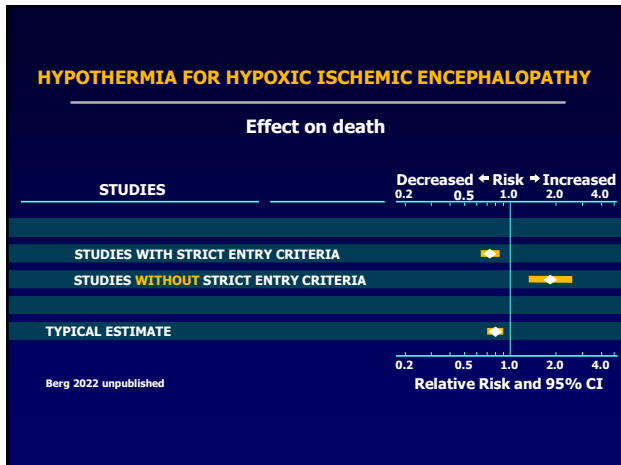 HYPOTHERMIA FOR HYPOXIC ISCHEMIC ENCEPHALOPATHY
Effect on death
STUDIES
Decreased ← Risk → Increased
0.2 0.5 1.0 2.0 4.0
STUDIES WITH STRICT ENTRY CRITERIA
STUDIES WITHOUT STRICT ENTRY CRITERIA
TYPICAL ESTIMATE
0.2 0.5 1.0 2.0 4.0
Berg 2022 unpublished
Relative Risk and 95% CI